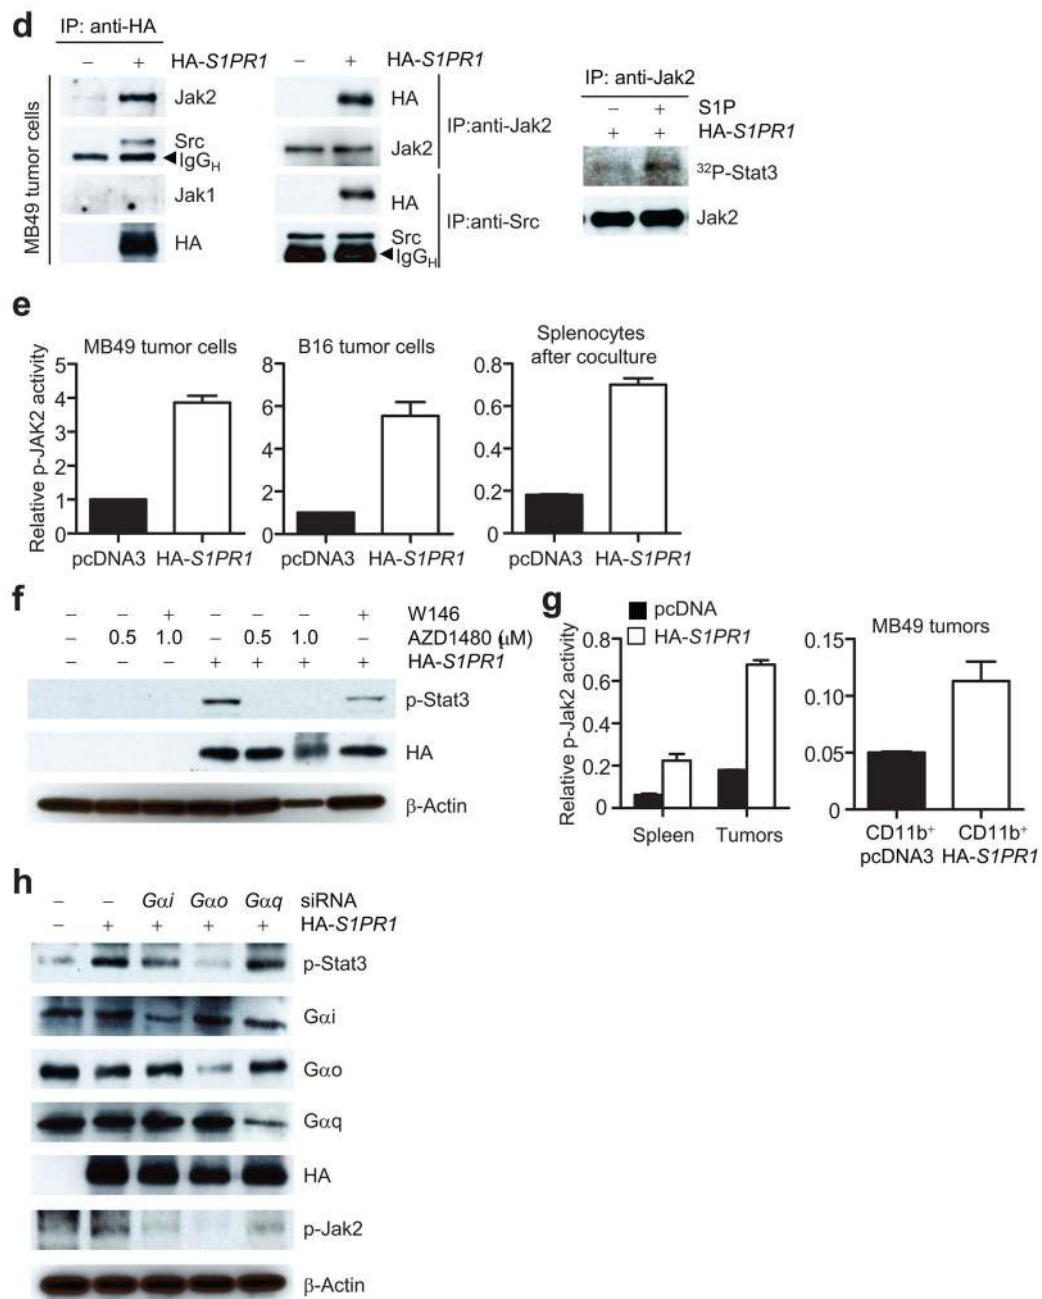 d
IP: anti-HA
– + HA-S1PR1
MB49 tumor cells
Jak2
Src
◄IgGH
Jak1
HA
– + HA-S1PR1
HA
Jak2
IP:anti-Jak2
HA
Src
◄IgGH
IP:anti-Src
IP: anti-Jak2
– + S1P
+ + HA-S1PR1
32P-Stat3
Jak2
e
Relative p-JAK2 activity
MB49 tumor cells
5
4
3
2
1
0
pcDNA3 HA-S1PR1
B16 tumor cells
8
6
4
2
0
pcDNA3 HA-S1PR1
Splenocytes
after coculture
0.8
0.6
0.4
0.2
0
pcDNA3 HA-S1PR1
f
– – + – – – + W146
– 0.5 1.0 – 0.5 1.0 – AZD1480 (μM)
– – – + + + + HA-S1PR1
p-Stat3
HA
β-Actin
g
pcDNA
HA-S1PR1
Relative p-Jak2 activity
0.8
0.6
0.4
0.2
0
Spleen Tumors
MB49 tumors
0.15
0.10
0.05
0
CD11b+ CD11b+
pcDNA3 HA-S1PR1
h
– – Gαi Gαo Gαq siRNA
– + + + + HA-S1PR1
p-Stat3
Gαi
Gαo
Gαq
HA
p-Jak2
β-Actin